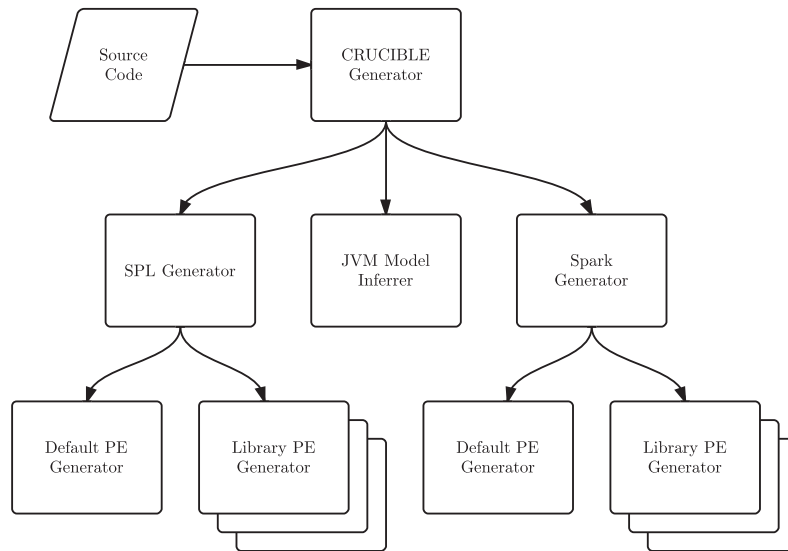 Source
Code
CRUCIBLE
Generator
SPL Generator
JVM Model
Inferrer
Spark
Generator
Default PE
Generator
Library PE
Generator
Default PE
Generator
Library PE
Generator